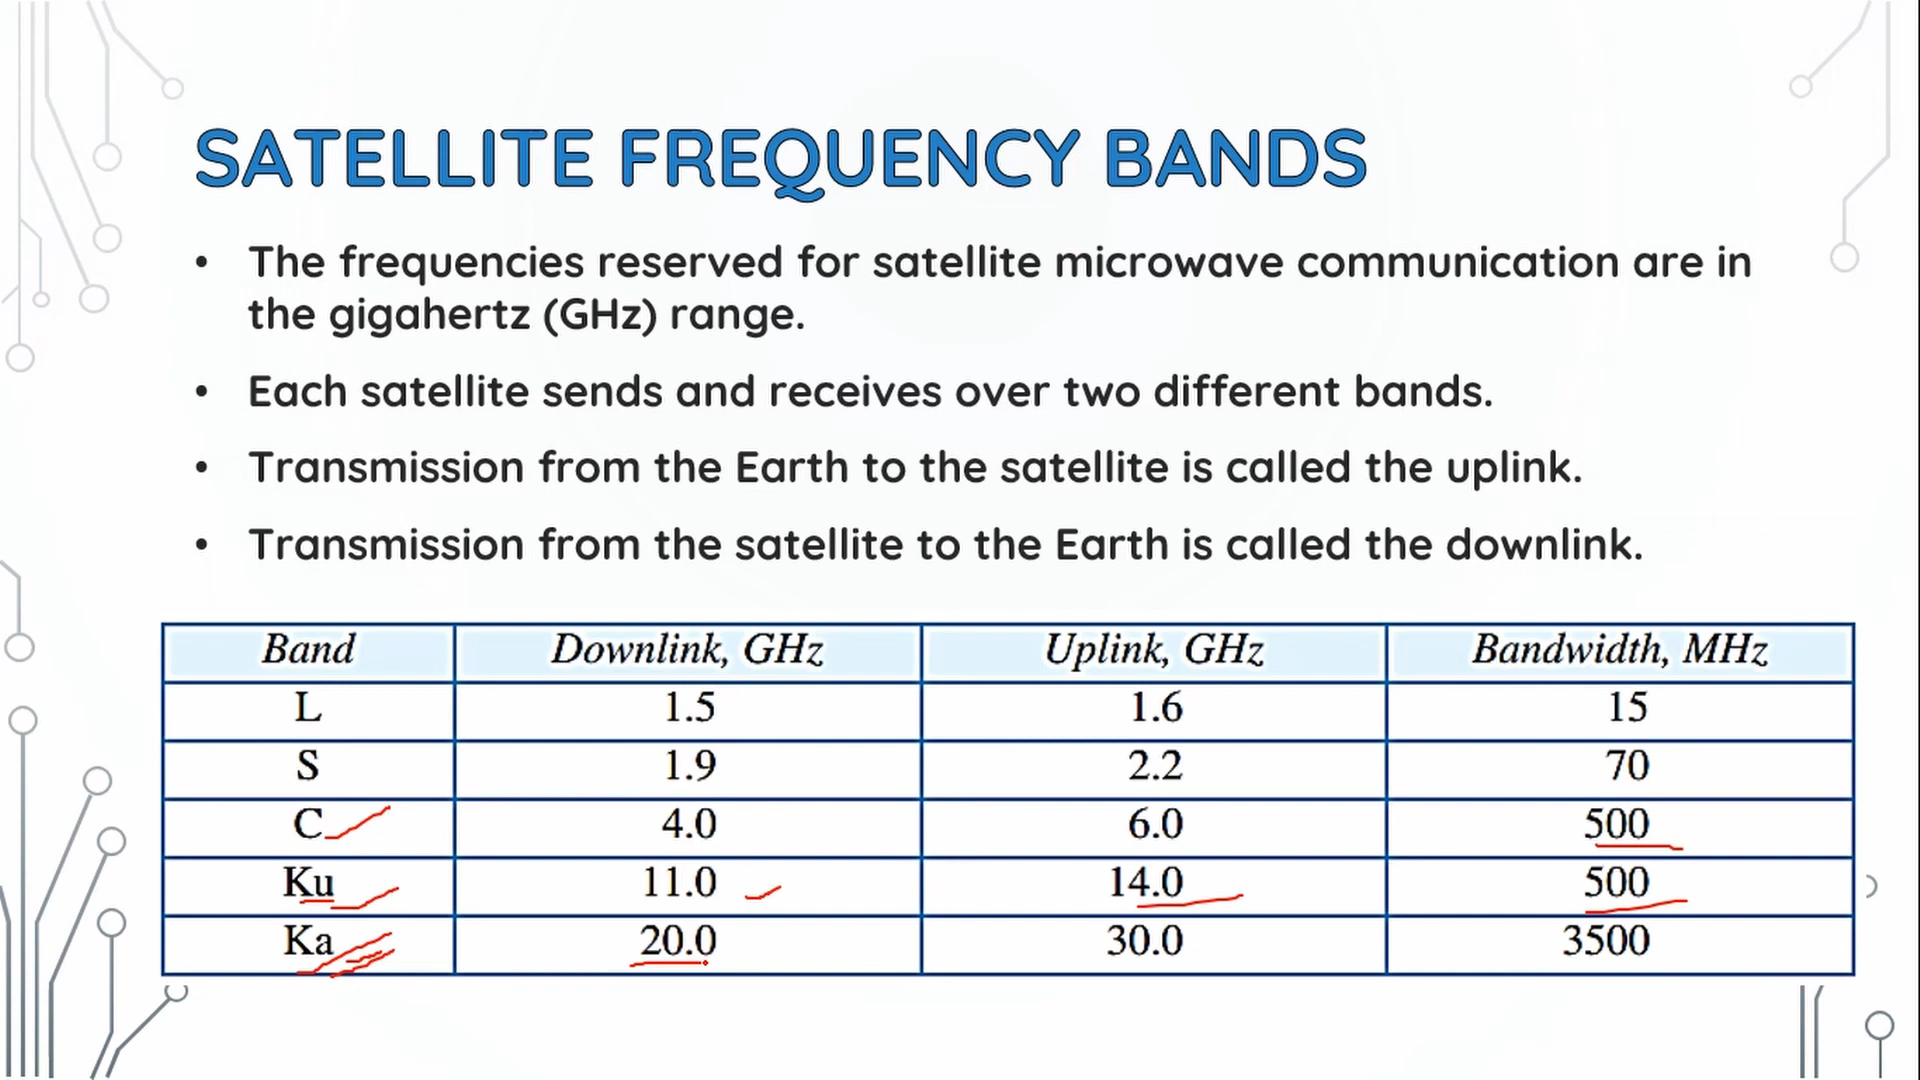 SATELLITE FREQUENCY BANDS
• The frequencies reserved for satellite microwave communication are in
the gigahertz (GHz) range.
• Each satellite sends and receives over two different bands.
• Transmission from the Earth to the satellite is called the uplink.
• Transmission from the satellite to the Earth is called the downlink.
Band Downlink, GHz Uplink, GHz Bandwidth, MHz
L 1.5 1.6 15
S 1.9 2.2 70
C 4.0 6.0 500
Ku 11.0 14.0 500
Ka 20.0 30.0 3500